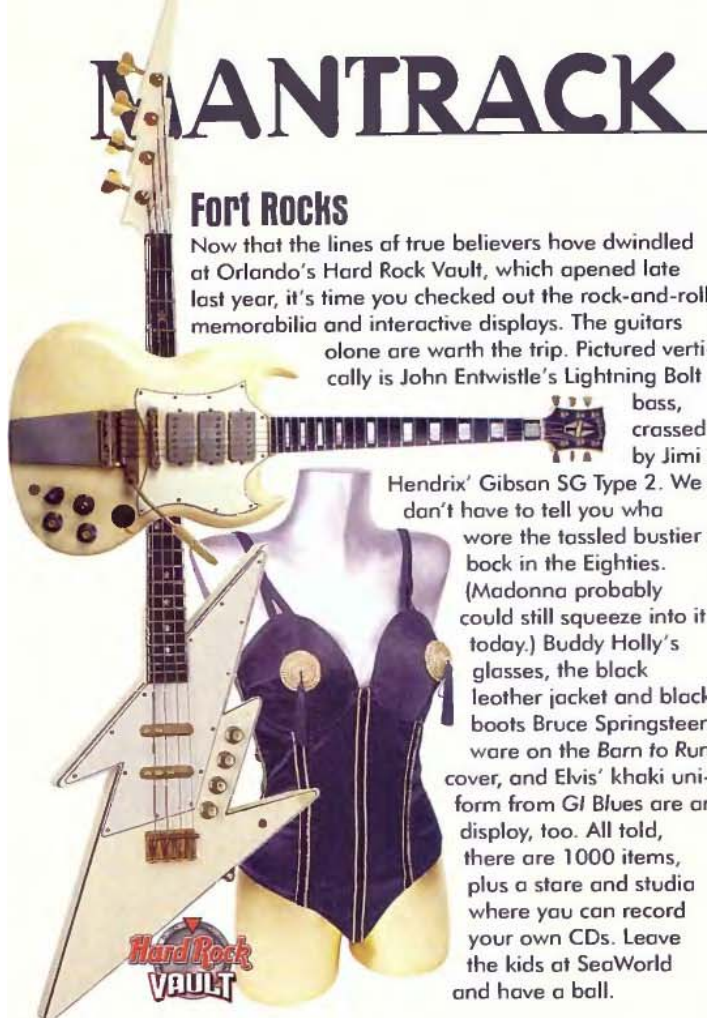 MANTRACK
Fort Rocks
Now that the lines of true believers have dwindled
at Orlando's Hard Rock Vault, which opened late
last year, it's time you checked out the rock-and-roll
memorabilia and interactive displays. The guitars
alone are worth the trip. Pictured verti-
cally is John Entwistle's Lightning Bolt
bass,
crossed
by Jimi
Hendrix' Gibson SG Type 2. We
don't have to tell you who
wore the tassled bustier
back in the Eighties.
(Madonna probably
could still squeeze into it
today.) Buddy Holly's
glasses, the black
leather jacket and black
boots Bruce Springsteen
wore on the Born to Run
cover, and Elvis' khaki uni-
form from GI Blues are on
display, too. All told,
there are 1000 items,
plus a store and studio
where you can record
your own CDs. Leave
the kids at SeaWorld
and have a ball.
Hard Rock
VAULT